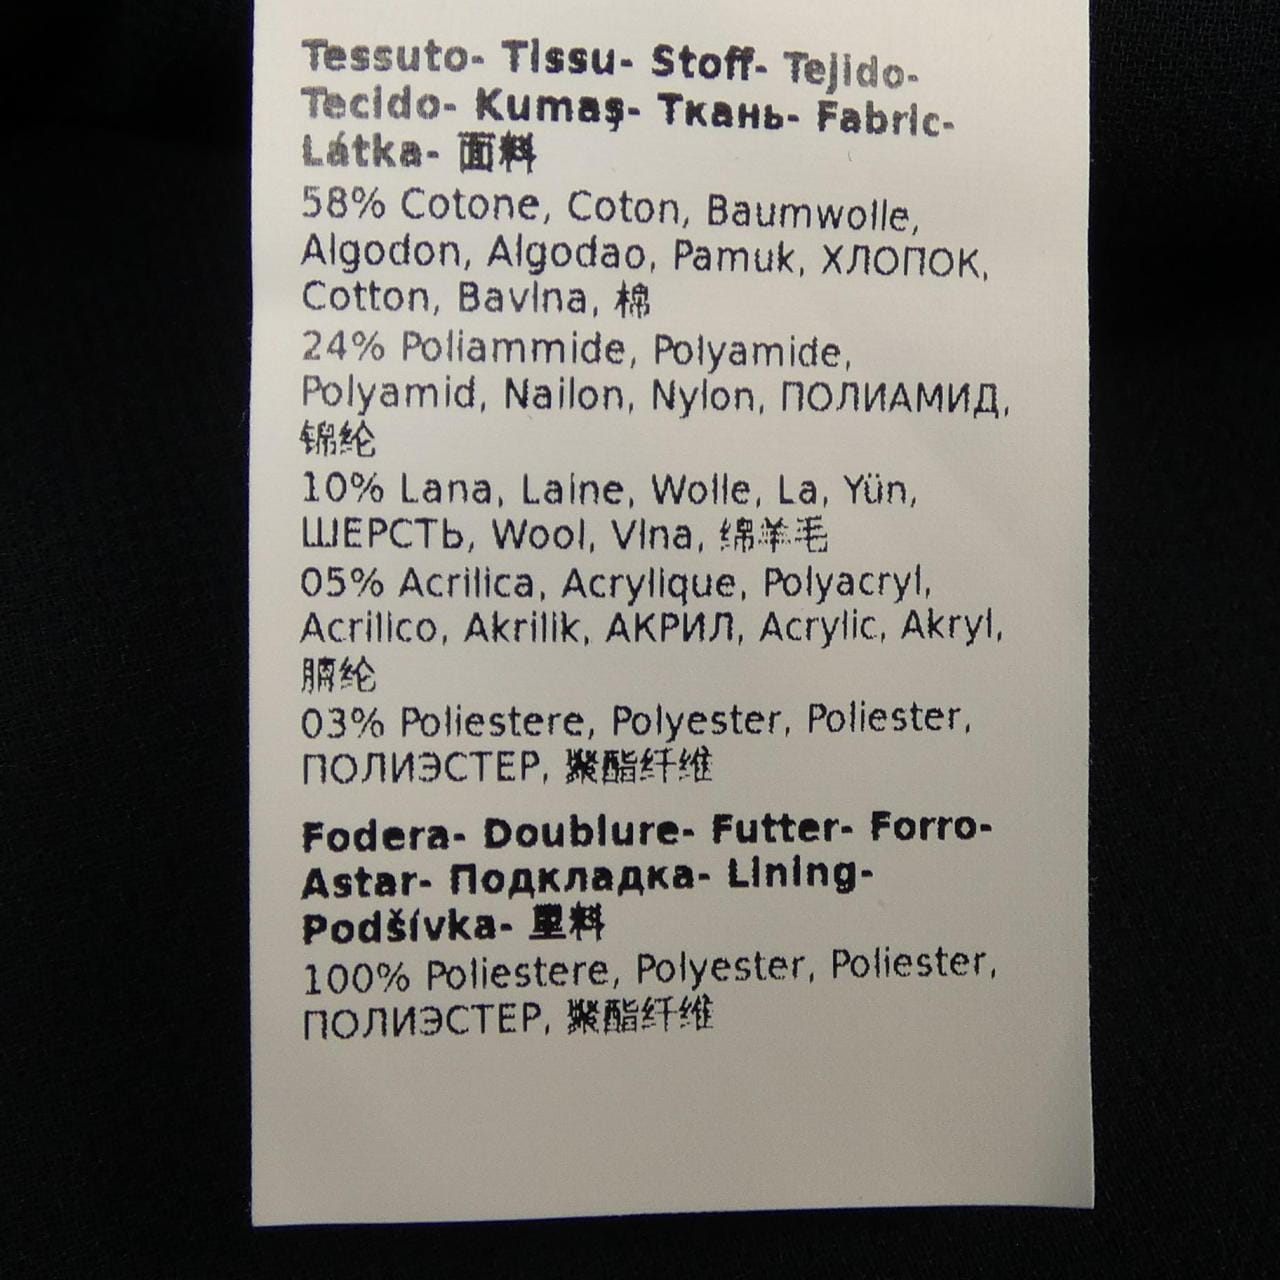 Tessuto- Tissu- Stoff- Tejido-
Tecido- Kumaş- Ткань- Fabric-
Látka- 面料
58% Cotone, Coton, Baumwolle,
Algodon, Algodao, Pamuk, ХЛОПОК,
Cotton, Bavlna, 棉
24% Poliammide, Polyamide,
Polyamid, Nailon, Nylon, ПОЛИАМИД,
锦纶
10% Lana, Laine, Wolle, La, Yün,
ШЕРСТЬ, Wool, Vlna, 绵羊毛
05% Acrilica, Acrylique, Polyacryl,
Acrilico, Akrilik, АКРИЛ, Acrylic, Akryl,
腈纶
03% Poliestere, Polyester, Poliester,
ПОЛИЭСТЕР, 聚酯纤维
Fodera- Doublure- Futter- Forro-
Astar- Подкладка- Lining-
Podšívka- 里料
100% Poliestere, Polyester, Poliester,
ПОЛИЭСТЕР, 聚酯纤维